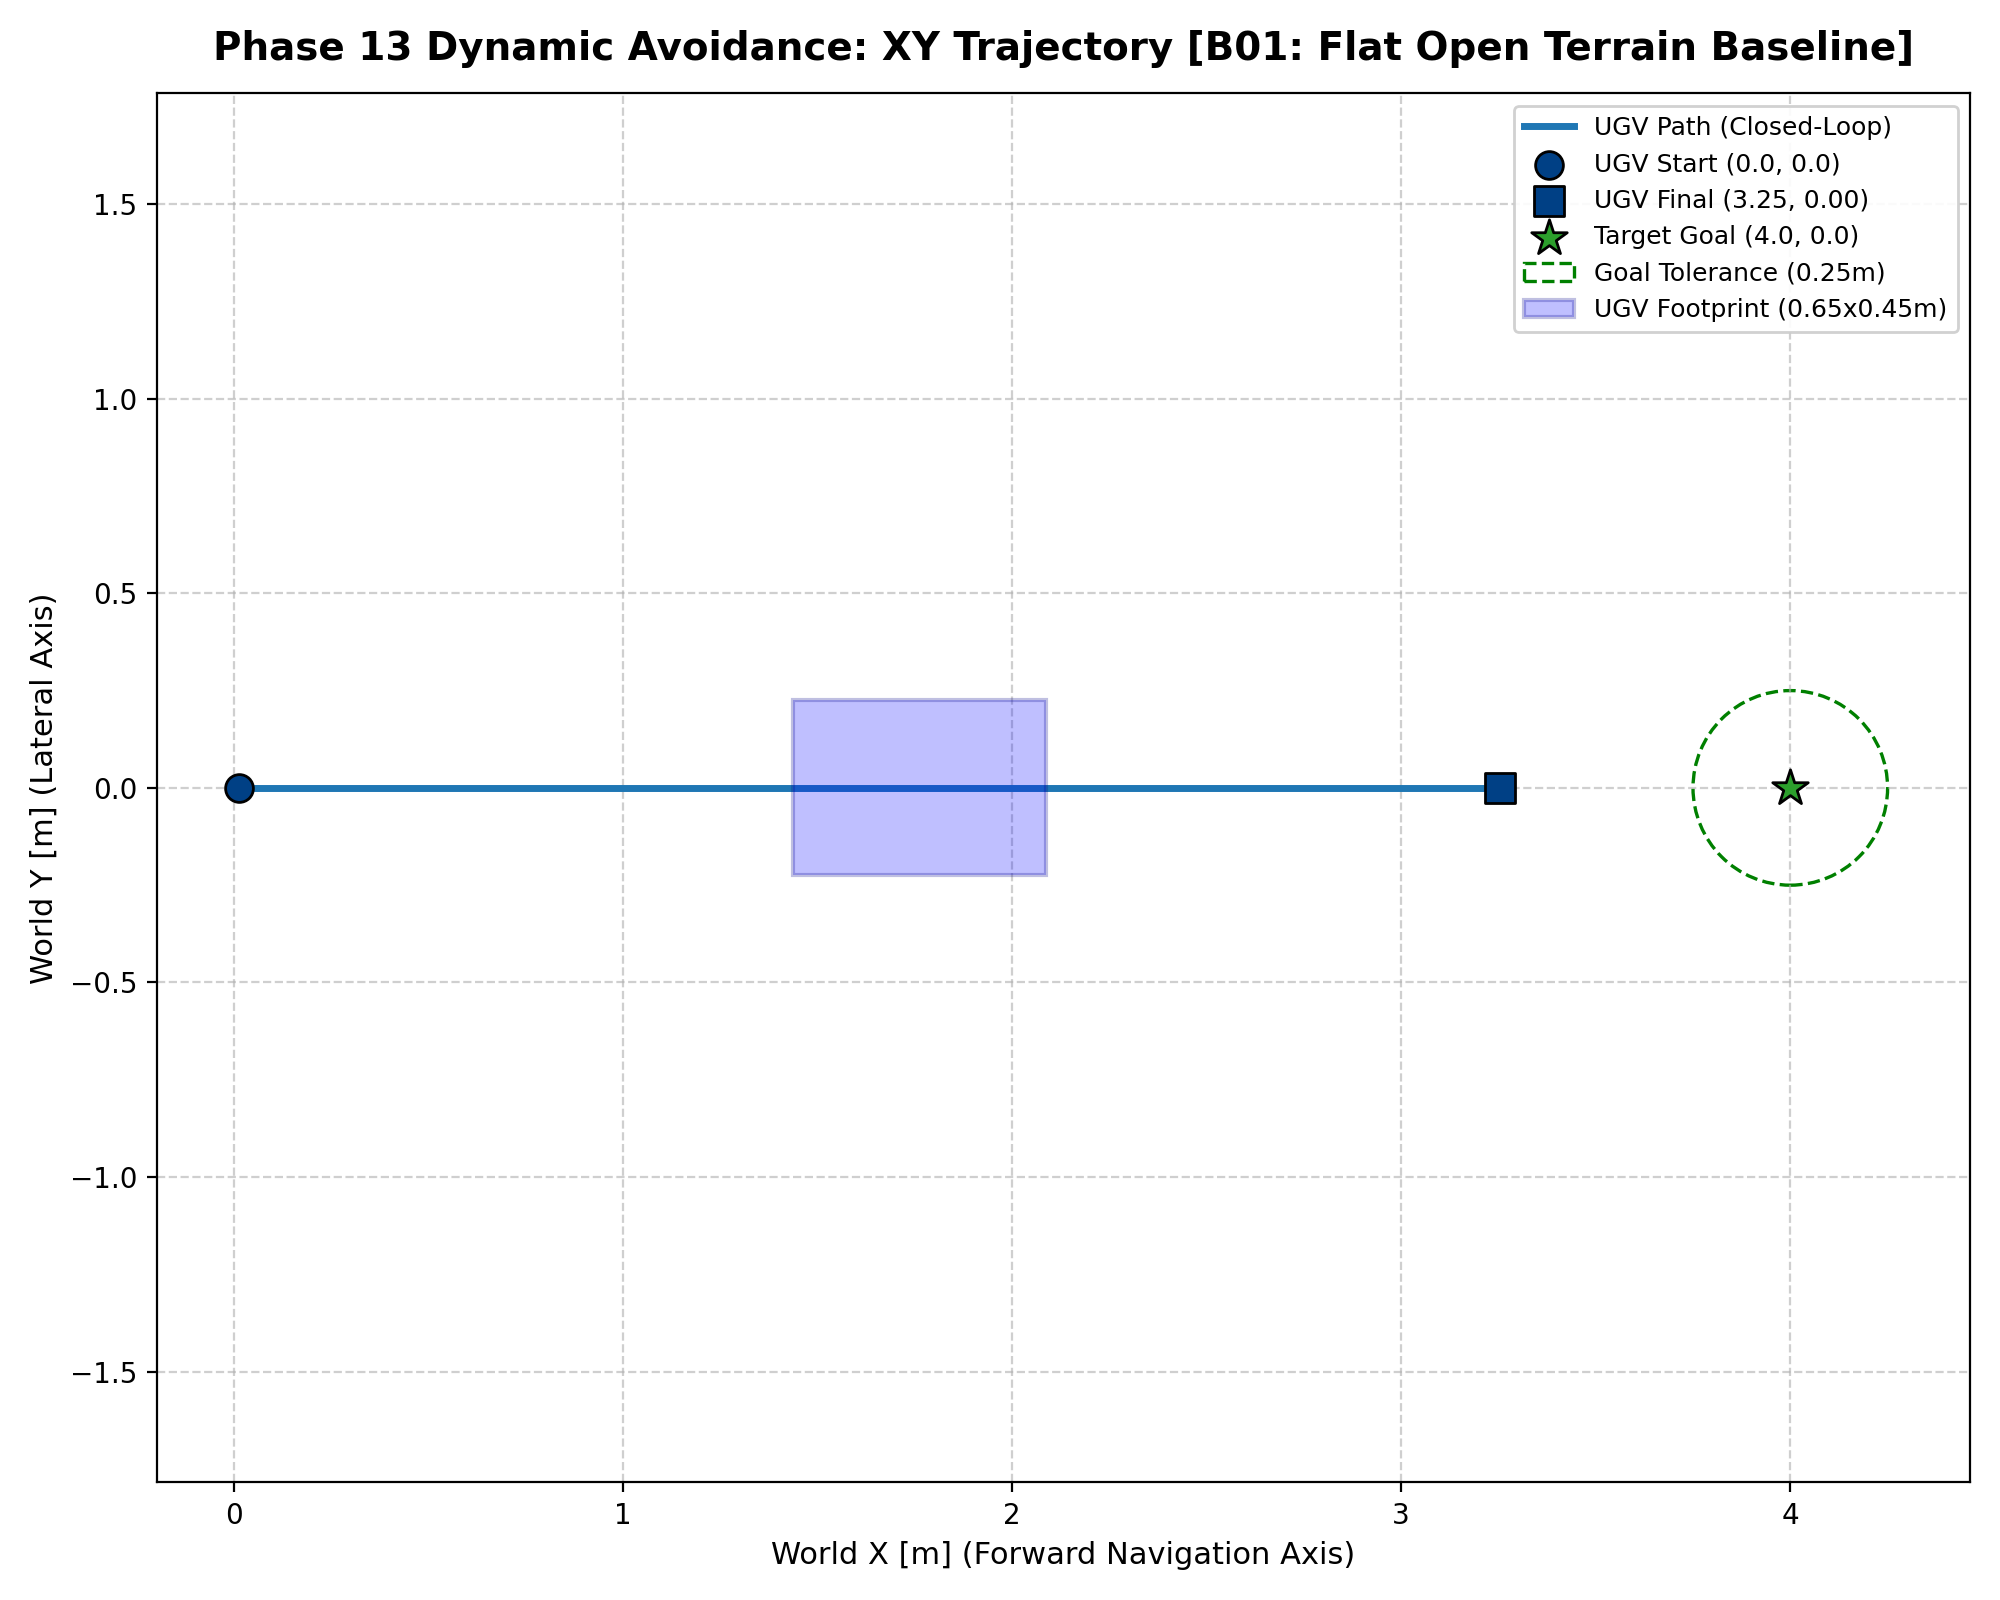 Phase 13 Dynamic Avoidance: XY Trajectory [B01: Flat Open Terrain Baseline]
UGV Path (Closed-Loop)
UGV Start (0.0, 0.0)
UGV Final (3.25, 0.00)
Target Goal (4.0, 0.0)
Goal Tolerance (0.25m)
UGV Footprint (0.65x0.45m)
World Y [m] (Lateral Axis)
1.5
1.0
0.5
0.0
−0.5
−1.0
−1.5
0 1 2 3 4
World X [m] (Forward Navigation Axis)